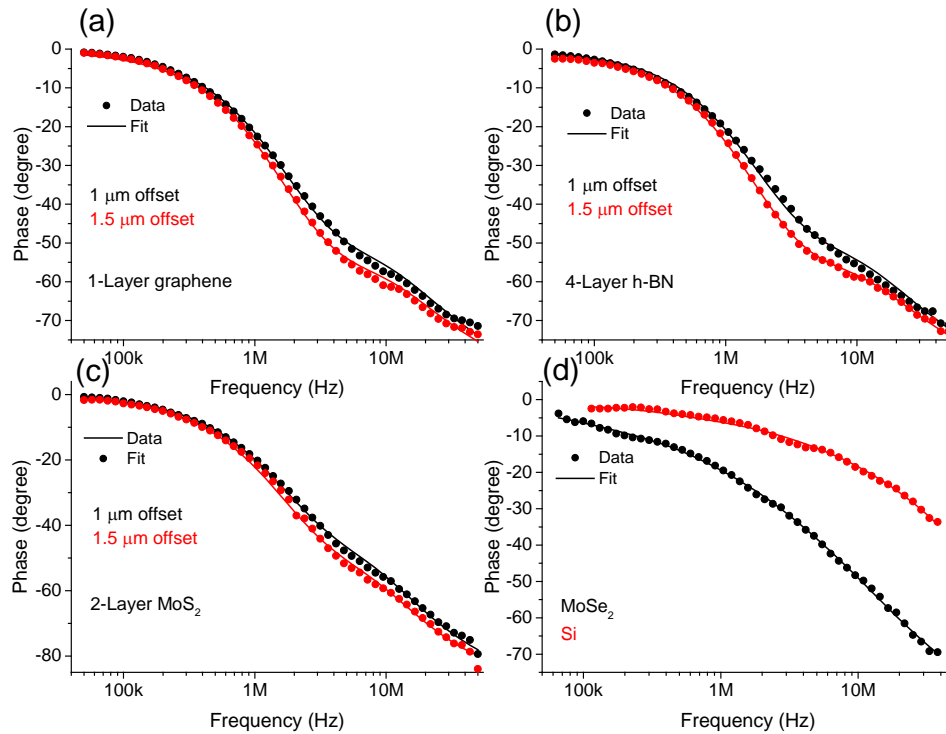 (a)
0
-10
-20
-30
-40
-50
-60
-70
Phase (degree)
Data
Fit
1 μm offset
1.5 μm offset
1-Layer graphene
100k 1M 10M
Frequency (Hz)
(b)
0
-10
-20
-30
-40
-50
-60
-70
Phase (degree)
Data
Fit
1 μm offset
1.5 μm offset
4-Layer h-BN
100k 1M 10M
Frequency (Hz)
(c)
0
-20
-40
-60
-80
Phase (degree)
Data
Fit
1 μm offset
1.5 μm offset
2-Layer MoS₂
100k 1M 10M
Frequency (Hz)
(d)
0
-10
-20
-30
-40
-50
-60
-70
Phase (degree)
Data
Fit
MoSe₂
Si
100k 1M 10M
Frequency (Hz)